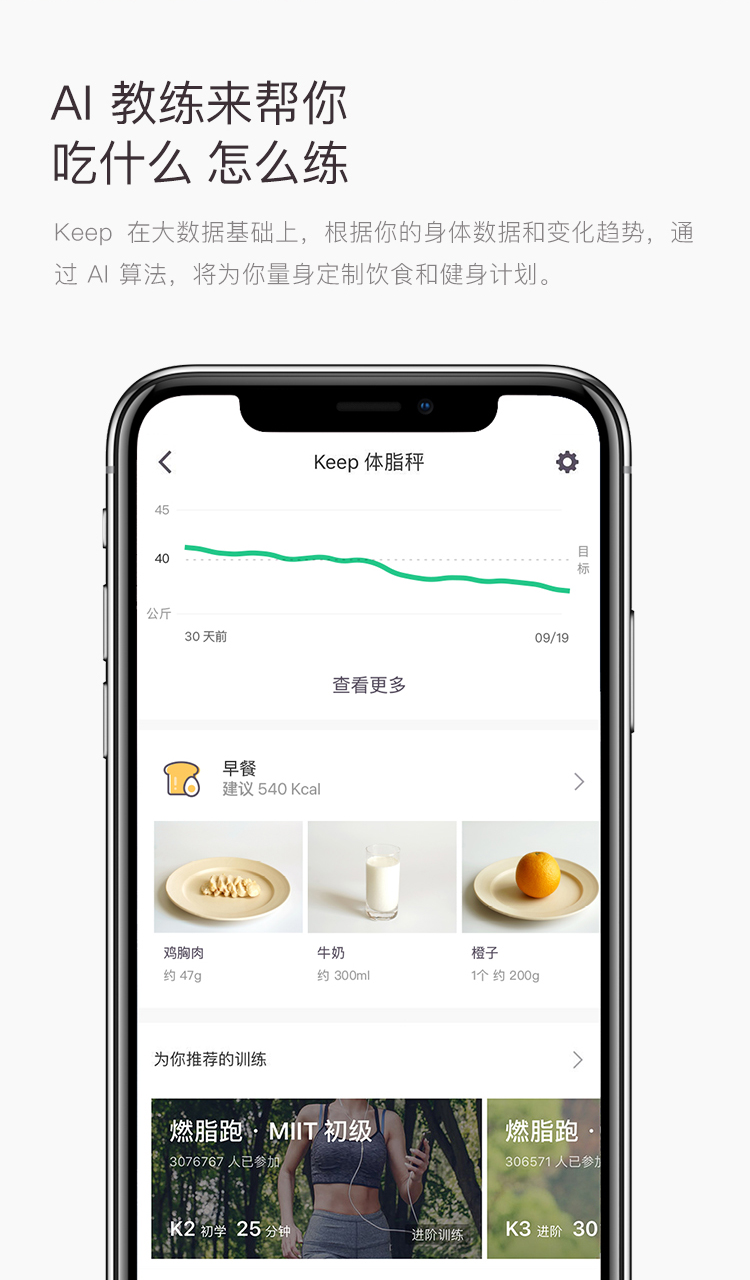 AI 教练来帮你
吃什么 怎么练
Keep 在大数据基础上，根据你的身体数据和变化趋势，通
过 AI 算法，将为你量身定制饮食和健身计划。
Keep 体脂秤
45
40
目标
公斤
30 天前
09/19
查看更多
早餐
建议 540 Kcal
鸡胸肉
牛奶
橙子
约 47g
约 300ml
1个 约 200g
为你推荐的训练
燃脂跑 · MIIT 初级
燃脂跑 ·
3076767 人已参加
306571 人已参加
K2 初学 25 分钟
进阶训练
K3 进阶 30